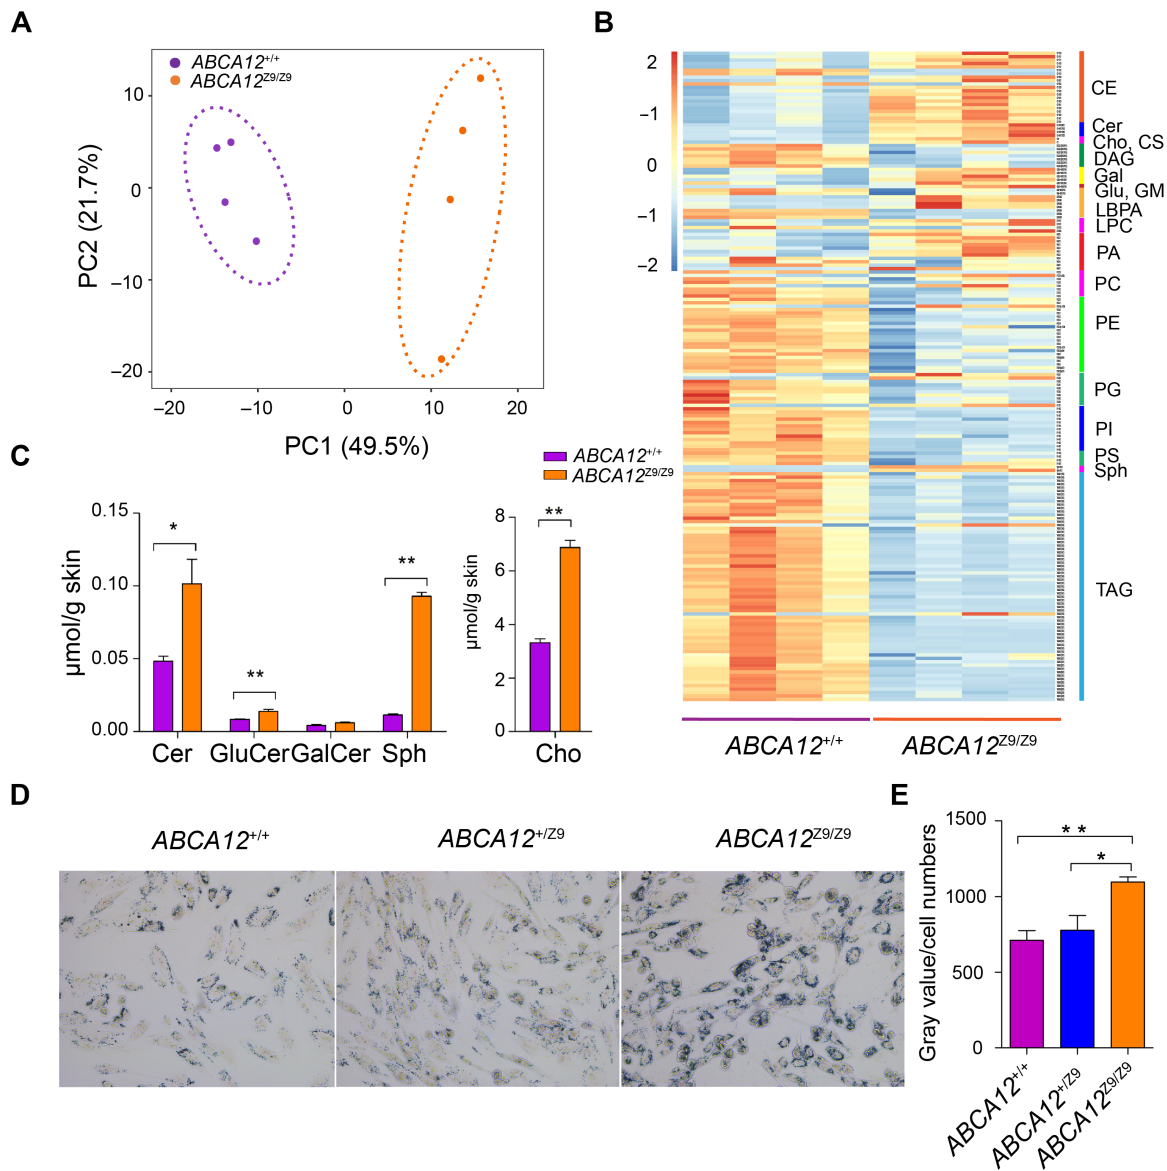 A
ABCA12+/+
ABCA12Z9/Z9
10
0
−10
−20
PC2 (21.7%)
−20
−10
0
10
20
PC1 (49.5%)
B
2
−1
0
−1
−2
CE
Cer
Cho, CS
DAG
Gal
Glu, GM
LBPA
LPC
PA
PC
PE
PG
PI
PS
Sph
TAG
ABCA12+/+
ABCA12Z9/Z9
C
ABCA12+/+
ABCA12Z9/Z9
0.15
0.10
0.05
0.00
µmol/g skin
*
**
**
Cer
GluCer
GalCer
Sph
8
6
4
2
0
µmol/g skin
**
Cho
D
ABCA12+/+
ABCA12+/Z9
ABCA12Z9/Z9
E
1500
1000
500
0
Gray value/cell numbers
* *
*
ABCA12+/+
ABCA12+/Z9
ABCA12Z9/Z9